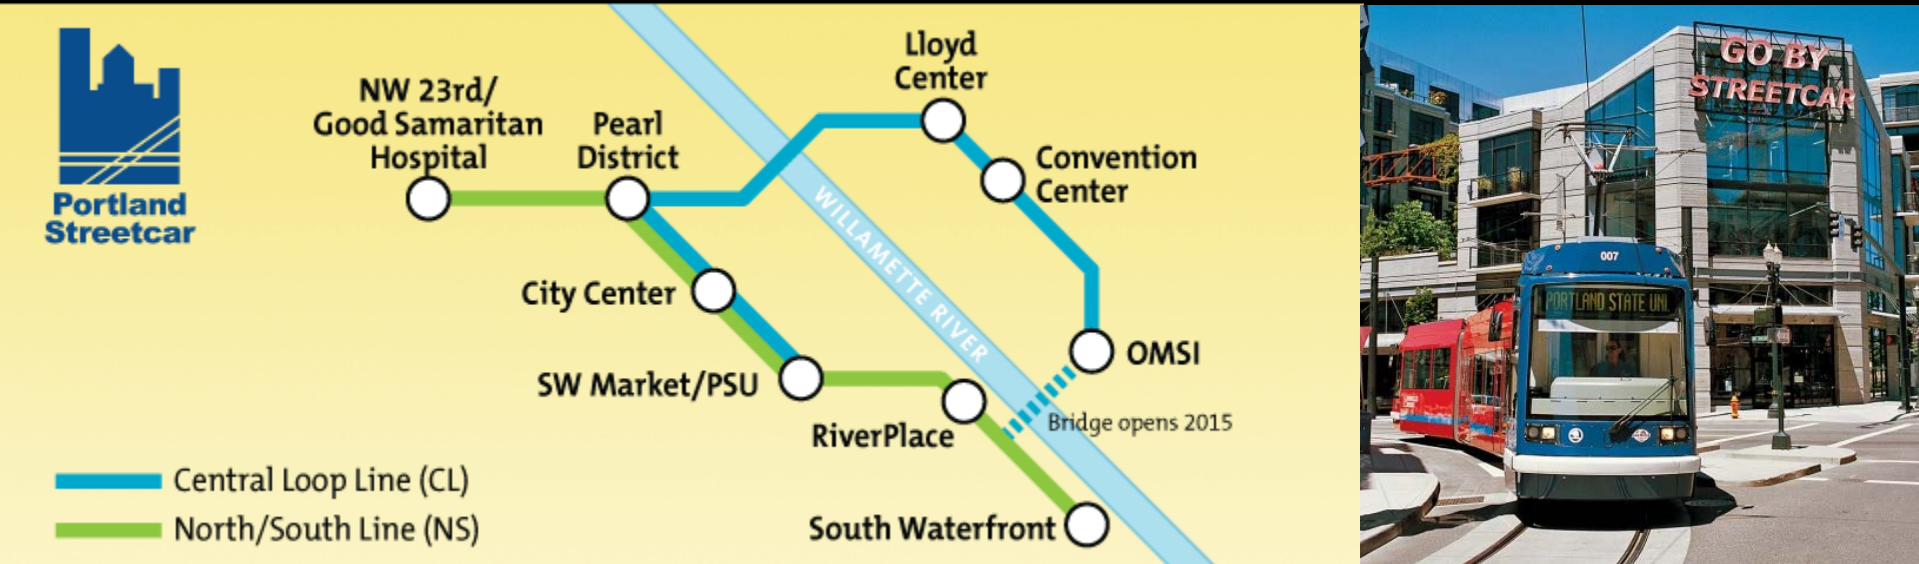 Portland
Streetcar
NW 23rd/
Good Samaritan
Hospital
Pearl
District
Lloyd
Center
Convention
Center
WILLAMETTE RIVER
City Center
OMSI
SW Market/PSU
Bridge opens 2015
RiverPlace
South Waterfront
Central Loop Line (CL)
North/South Line (NS)
GO BY
STREETCAR
007
PORTLAND STATE UNI